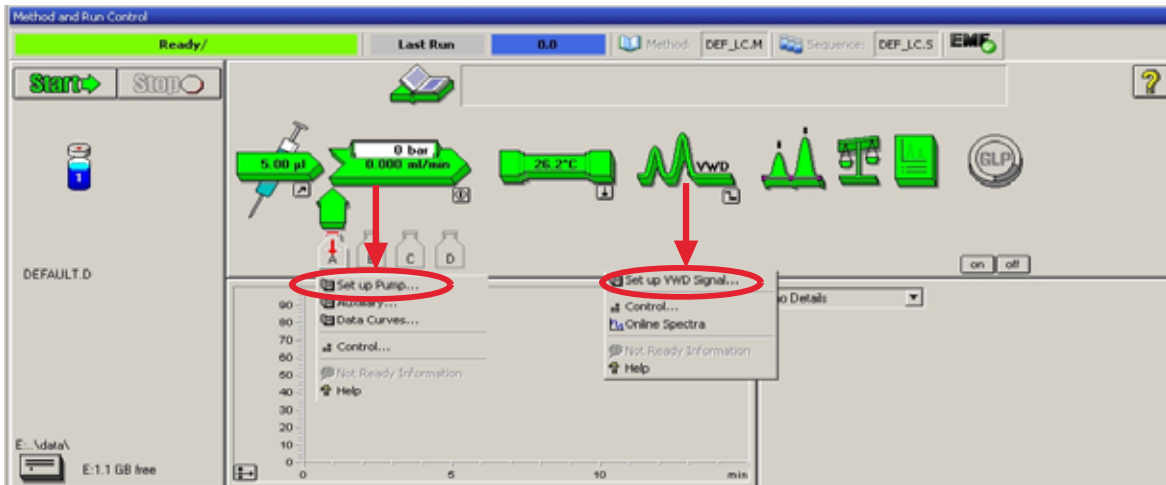 Method and Run Control
Ready/ Last Run 0.0 Method: DEF_LC.M Sequence: DEF_LC.S EMF
Start Stop ?
5.00 µl 0 bar 0.000 ml/min 26.2°C VWD GLP
1
A B C D
on off
DEFAULT.D
Set up Pump...
Auxiliary...
Data Curves...
Control...
Not Ready Information
Help
Set up VWD Signal...
Control...
Online Spectra
Not Ready Information
Help
o Details
90
80
70
60
50
40
30
20
10
0
0 5 10 min
E:..\data\
E:1.1 GB free